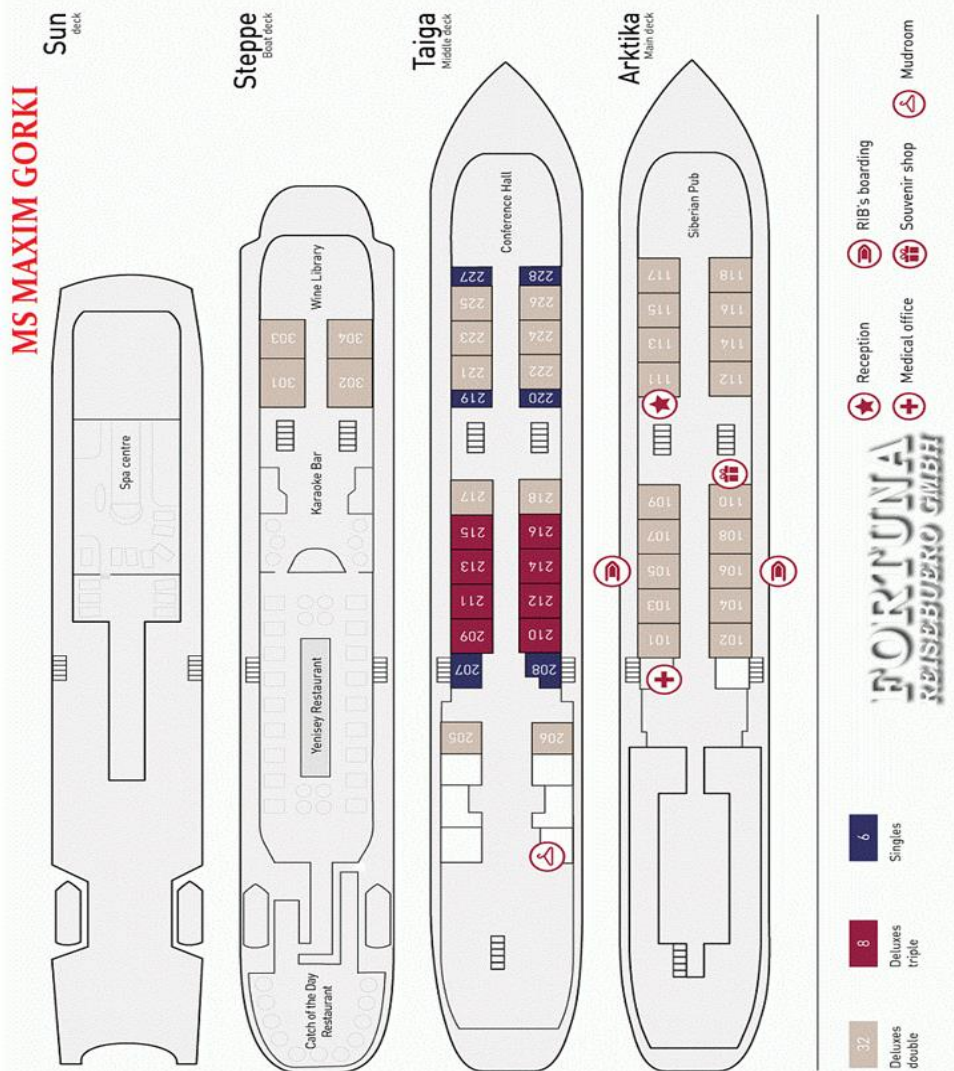 MS MAXIM GORKI
Sun
deck
Spa centre
Steppe
Boat deck
Catch of the Day
Restaurant
Yenisey Restaurant
Karaoke Bar
301
303
302
304
Wine Library
Taiga
Middle deck
205
207
209
211
213
215
217
219
221
223
225
227
206
208
210
212
214
216
218
220
222
224
226
228
Conference Hall
Arktika
Main deck
101
103
105
107
109
111
113
115
117
102
104
106
108
110
112
114
116
118
Siberian Pub
32
Deluxes
double
8
Deluxes
triple
6
Singles
Reception
RIB's boarding
Medical office
Souvenir shop
Mudroom
FORTUNA
REISEBUERO GMBH